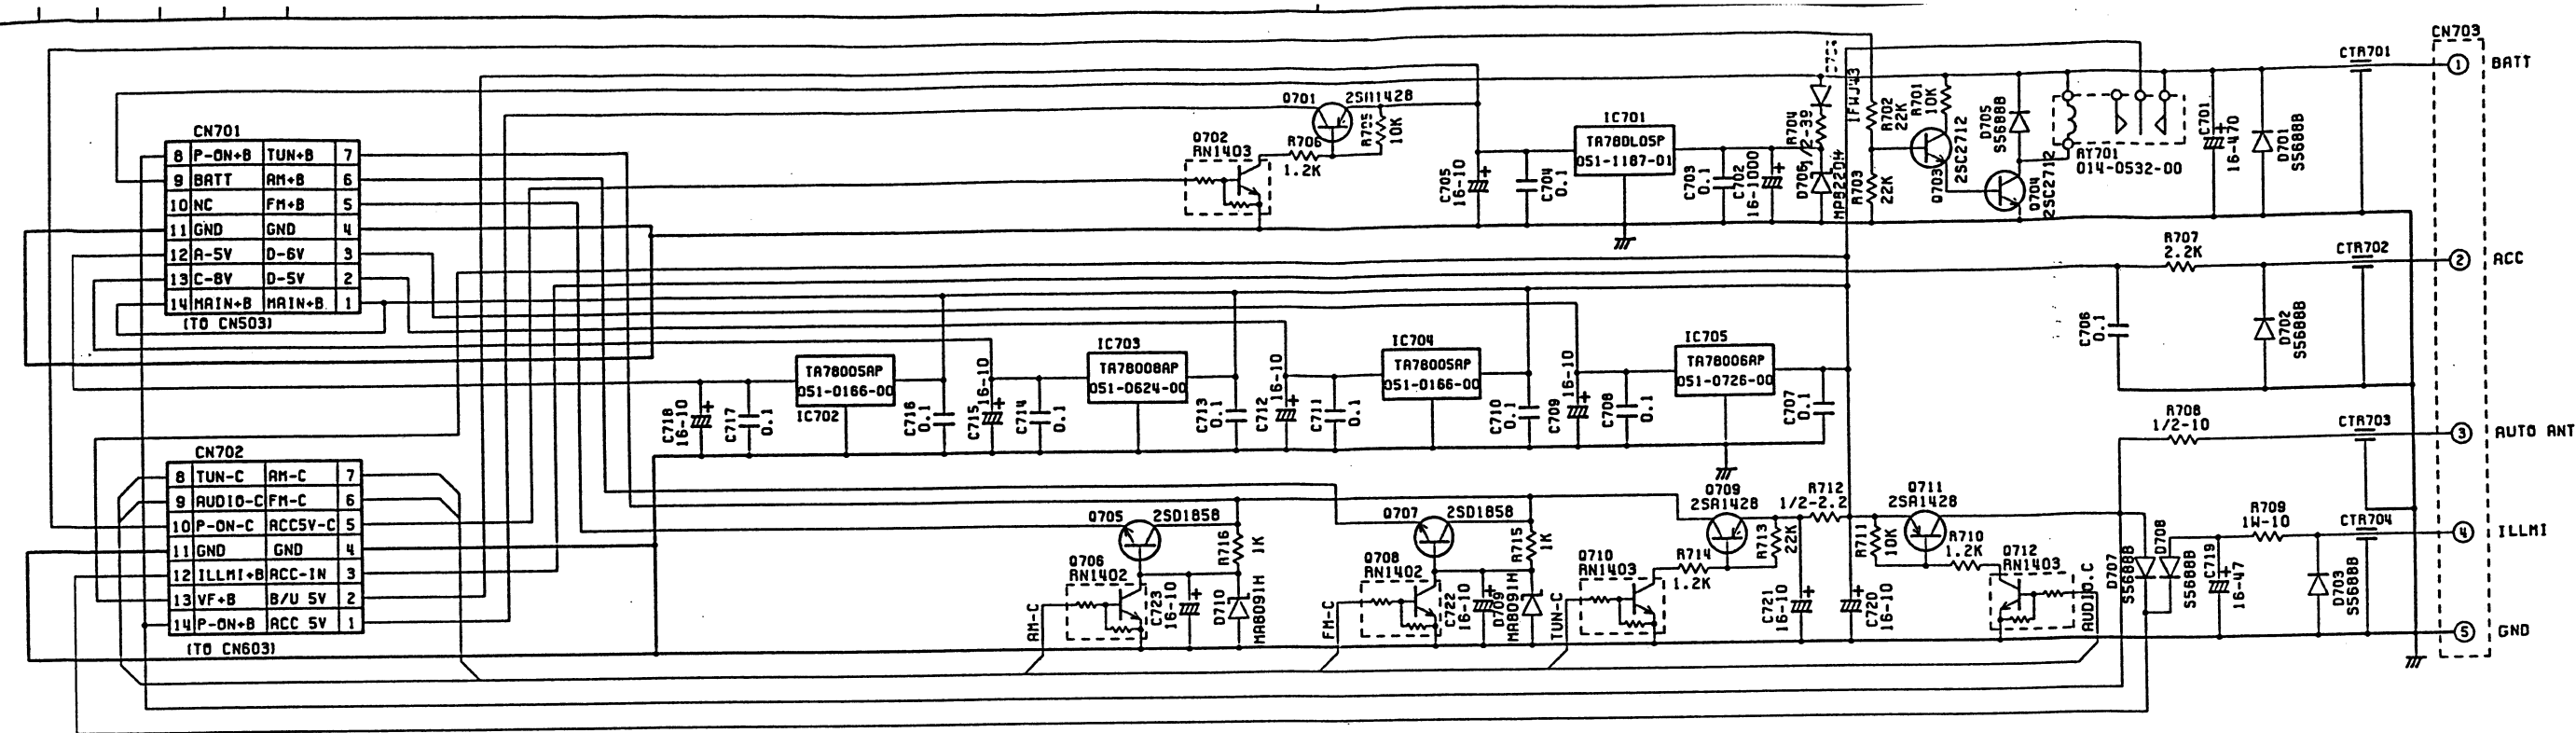 CN701
8 P-ON+B TUN+B 7
9 BATT AM+B 6
10 NC FM+B 5
11 GND GND 4
12 A-5V D-6V 3
13 C-8V D-5V 2
14 MAIN+B MAIN+B 1
(TO CN503)
CN702
8 TUN-C AM-C 7
9 AUDIO-C FM-C 6
10 P-ON-C ACC5V-C 5
11 GND GND 4
12 ILLMI+B ACC-IN 3
13 VF+B B/U 5V 2
14 P-ON+B ACC 5V 1
(TO CN603)
Q701
2SA1428
Q702
RN1403
R706
1.2K
R705
10K
C705
16-10
C704
0.1
IC701
TA78DL05P
051-1187-01
C703
0.1
C702
16-1000
D706
MA8220H
R704
1/2-39
1FWJ43
R702
22K
R703
22K
R701
10K
Q703
2SC2712
Q704
2SC2712
D705
S5688B
RY701
014-0532-00
C701
16-470
D701
S5688B
CTR701
CN703
1 BATT
R707
2.2K
CTR702
2 ACC
C706
0.1
D702
S5688B
TA78005AP
051-0166-00
IC702
C718
16-10
C717
0.1
C716
0.1
C715
16-10
C714
0.1
IC703
TA78008AP
051-0624-00
C713
0.1
C712
16-10
C711
0.1
IC704
TA78005AP
051-0166-00
C710
0.1
C709
16-10
C708
0.1
IC705
TA78006AP
051-0726-00
C707
0.1
R708
1/2-10
CTR703
3 AUTO ANT
Q705
2SD1858
Q706
RN1402
AM-C
C723
16-10
R716
1K
D710
MA8091H
Q707
2SD1858
Q708
RN1402
FM-C
C722
16-10
R715
1K
D709
MA8091H
TUN-C
Q709
2SA1428
Q710
RN1403
R714
1.2K
R713
22K
R712
1/2-2.2
C721
16-10
C720
16-10
Q711
2SA1428
R711
10K
R710
1.2K
Q712
RN1403
AUDIO.C
D707
S5688B
D708
S5688B
C719
16-47
R709
1W-10
D703
S5688B
CTR704
4 ILLMI
5 GND